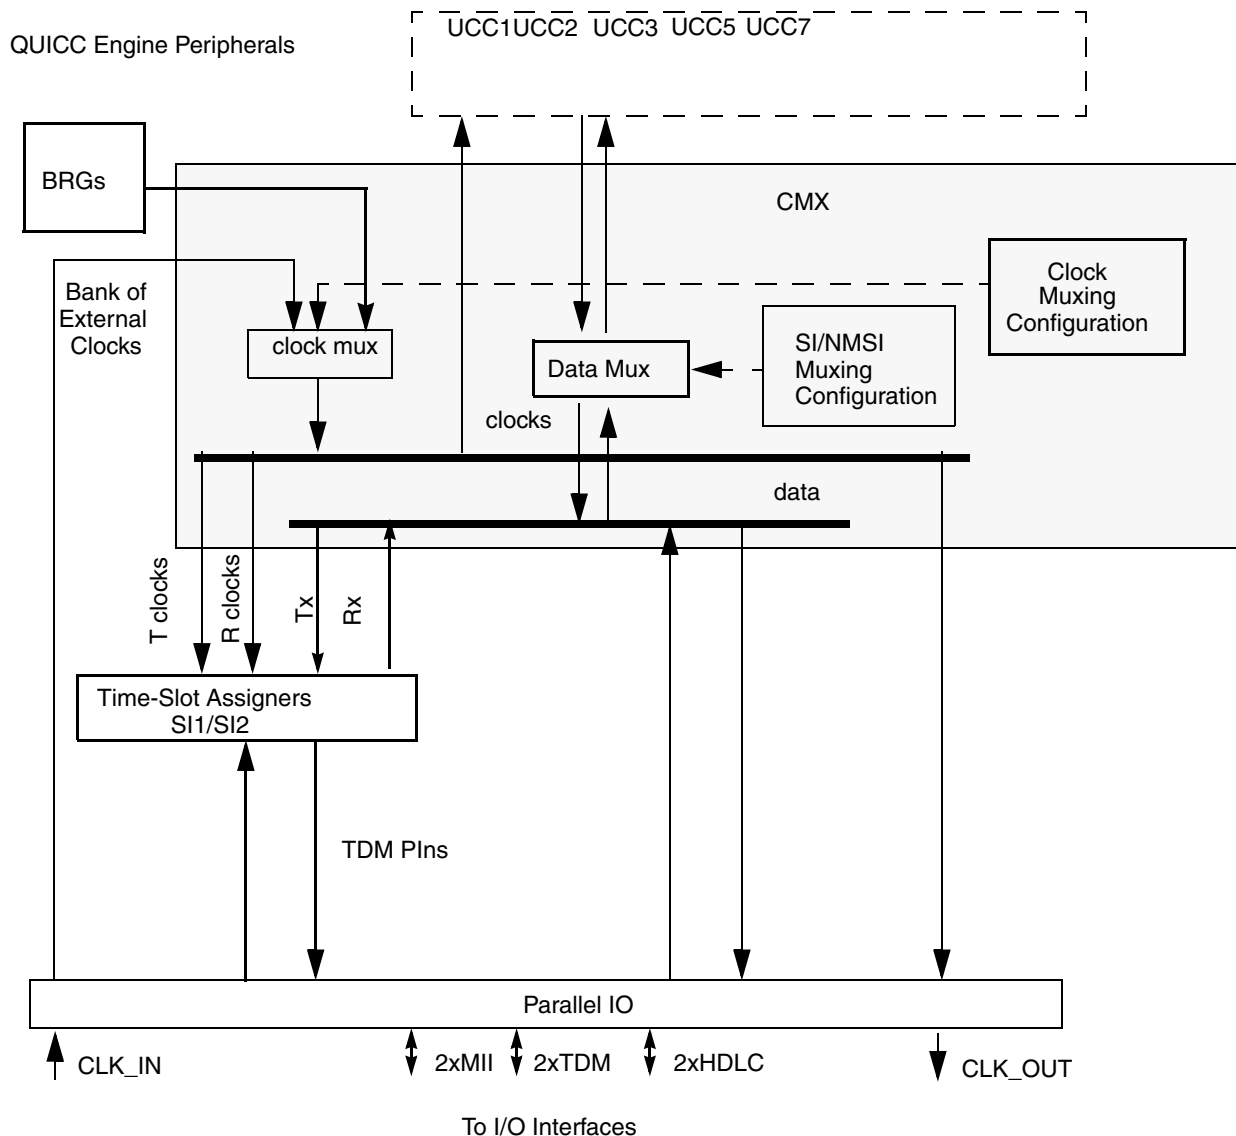 UCC1UCC2 UCC3 UCC5 UCC7
QUICC Engine Peripherals
BRGs
CMX
Clock
Muxing
Configuration
Bank of
External
Clocks
clock mux
Data Mux
SI/NMSI
Muxing
Configuration
clocks
data
T clocks
R clocks
Tx
Rx
Time-Slot Assigners
SI1/SI2
TDM PIns
Parallel IO
CLK_IN
2xMII
2xTDM
2xHDLC
CLK_OUT
To I/O Interfaces